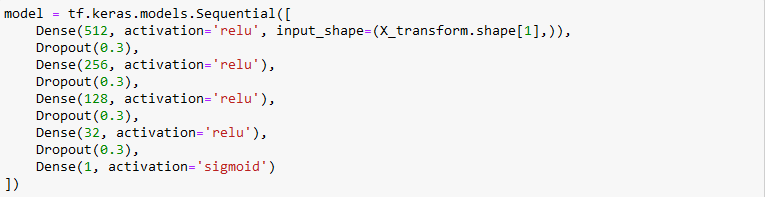 model = tf.keras.models.Sequential([
    Dense(512, activation='relu', input_shape=(X_transform.shape[1],)),
    Dropout(0.3),
    Dense(256, activation='relu'),
    Dropout(0.3),
    Dense(128, activation='relu'),
    Dropout(0.3),
    Dense(32, activation='relu'),
    Dropout(0.3),
    Dense(1, activation='sigmoid')
])